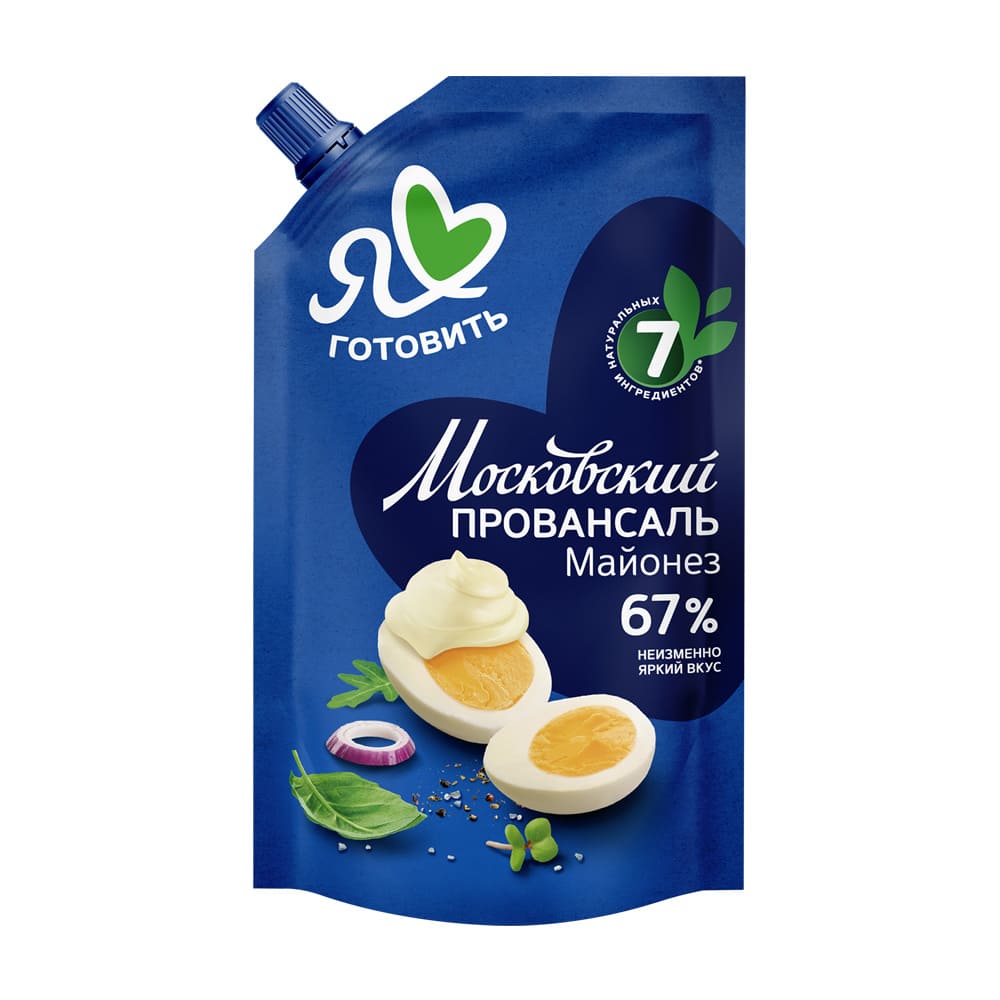 Я
ГОТОВИТЬ
НАТУРАЛЬНЫХ
7
ИНГРЕДИЕНТОВ*
Московский
ПРОВАНСАЛЬ
Майонез
67%
НЕИЗМЕННО
ЯРКИЙ ВКУС